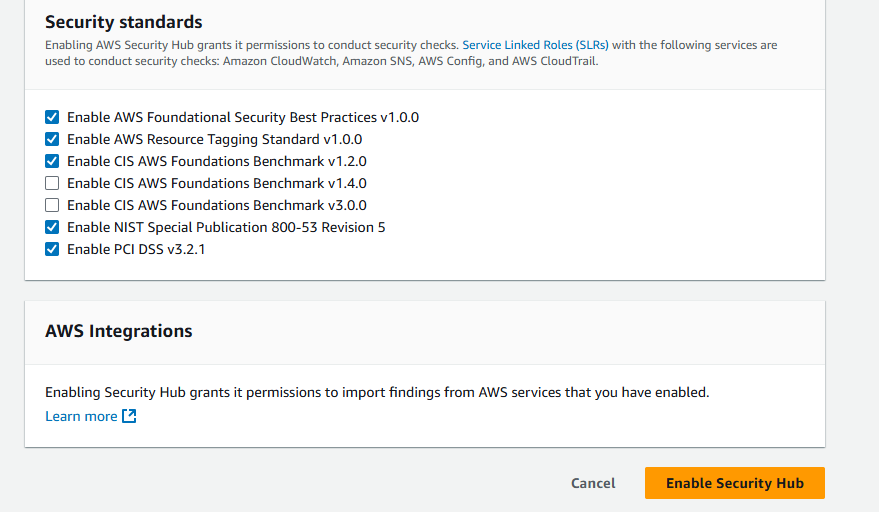 Security standards
Enabling AWS Security Hub grants it permissions to conduct security checks. Service Linked Roles (SLRs) with the following services are
used to conduct security checks: Amazon CloudWatch, Amazon SNS, AWS Config, and AWS CloudTrail.
Enable AWS Foundational Security Best Practices v1.0.0
Enable AWS Resource Tagging Standard v1.0.0
Enable CIS AWS Foundations Benchmark v1.2.0
Enable CIS AWS Foundations Benchmark v1.4.0
Enable CIS AWS Foundations Benchmark v3.0.0
Enable NIST Special Publication 800-53 Revision 5
Enable PCI DSS v3.2.1
AWS Integrations
Enabling Security Hub grants it permissions to import findings from AWS services that you have enabled.
Learn more
Cancel Enable Security Hub